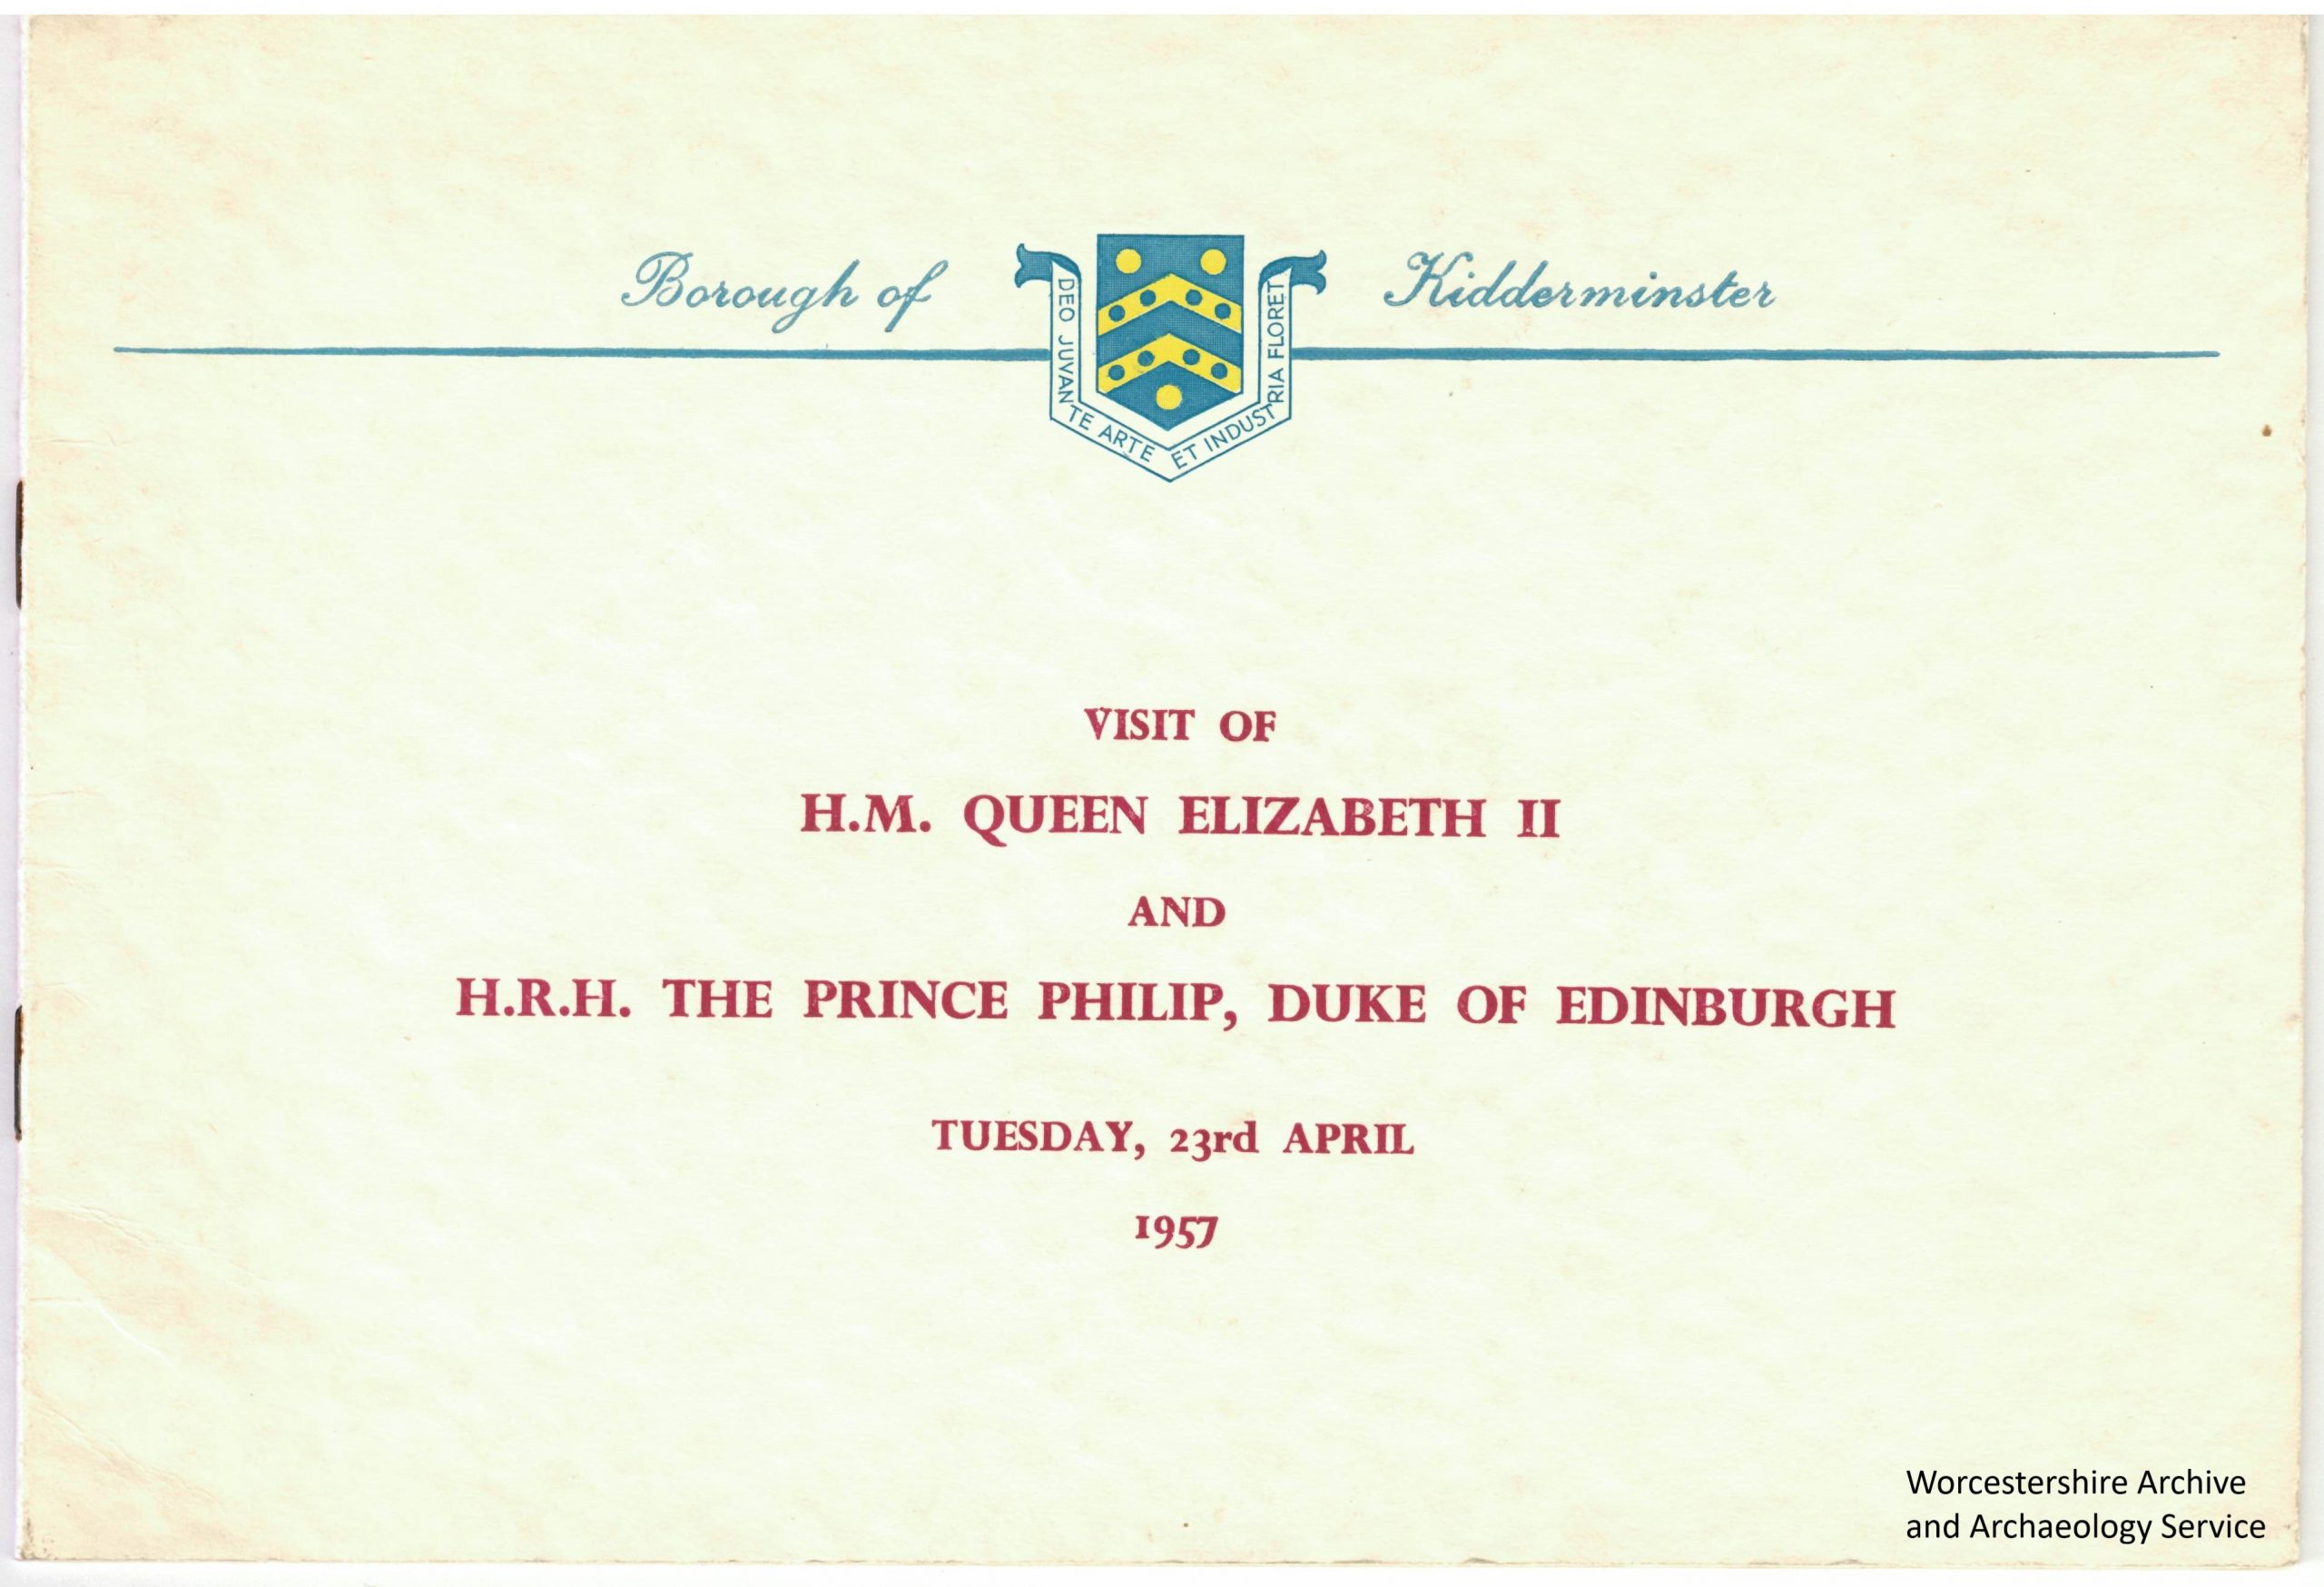 Borough of Kidderminster
DEO JUVANTE ARTE ET INDUSTRIA FLORET
VISIT OF
H.M. QUEEN ELIZABETH II
AND
H.R.H. THE PRINCE PHILIP, DUKE OF EDINBURGH
TUESDAY, 23rd APRIL
1957
Worcestershire Archive
and Archaeology Service